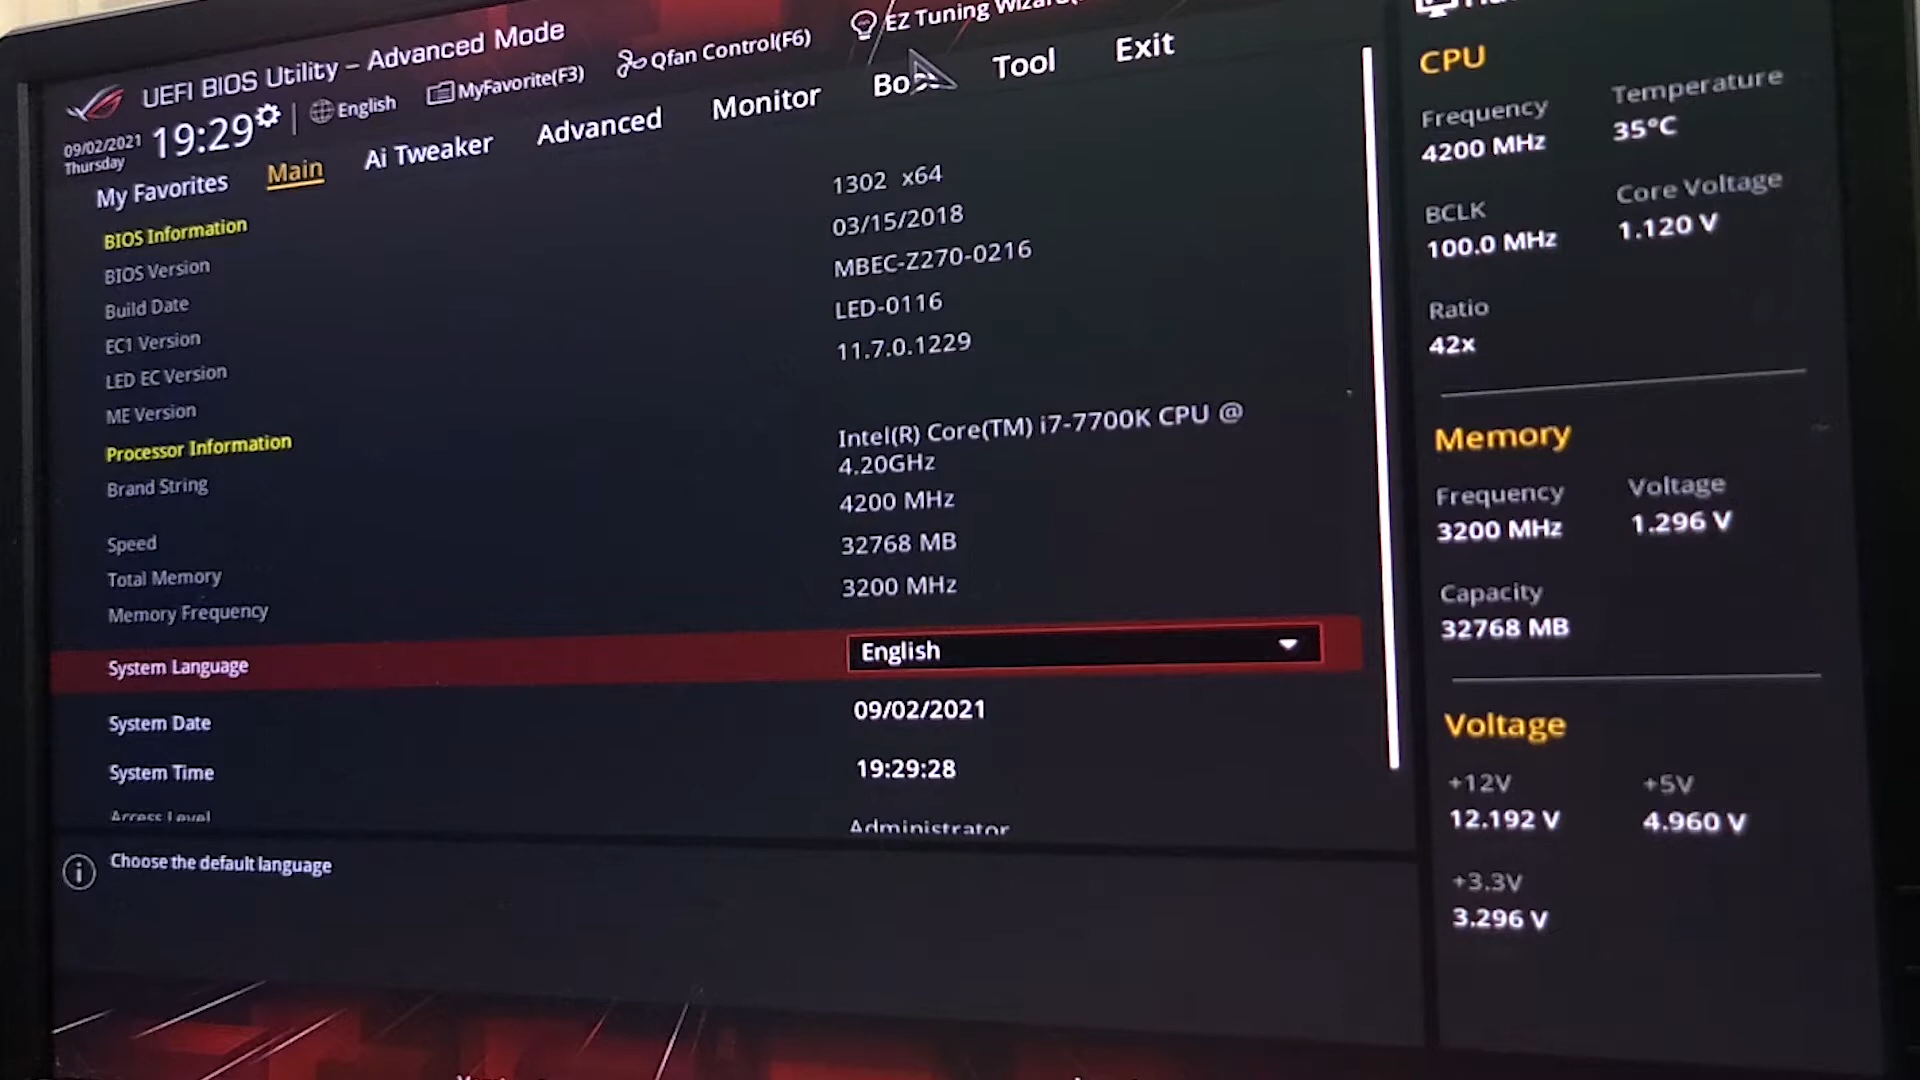 UEFI BIOS Utility – Advanced Mode
09/02/2021
Thursday
19:29
English
MyFavorite(F3)
Qfan Control(F6)
EZ Tuning Wizard
My Favorites
Main
Ai Tweaker
Advanced
Monitor
Tool
Exit
BIOS Information
BIOS Version 1302 x64
Build Date 03/15/2018
EC1 Version MBEC-Z270-0216
LED EC Version LED-0116
ME Version 11.7.0.1229
Processor Information
Brand String Intel(R) Core(TM) i7-7700K CPU @
4.20GHz
Speed 4200 MHz
Total Memory 32768 MB
Memory Frequency 3200 MHz
System Language English
System Date 09/02/2021
System Time 19:29:28
Access Level Administrator
Choose the default language
CPU
Frequency Temperature
4200 MHz 35°C
BCLK Core Voltage
100.0 MHz 1.120 V
Ratio
42x
Memory
Frequency Voltage
3200 MHz 1.296 V
Capacity
32768 MB
Voltage
+12V +5V
12.192 V 4.960 V
+3.3V
3.296 V